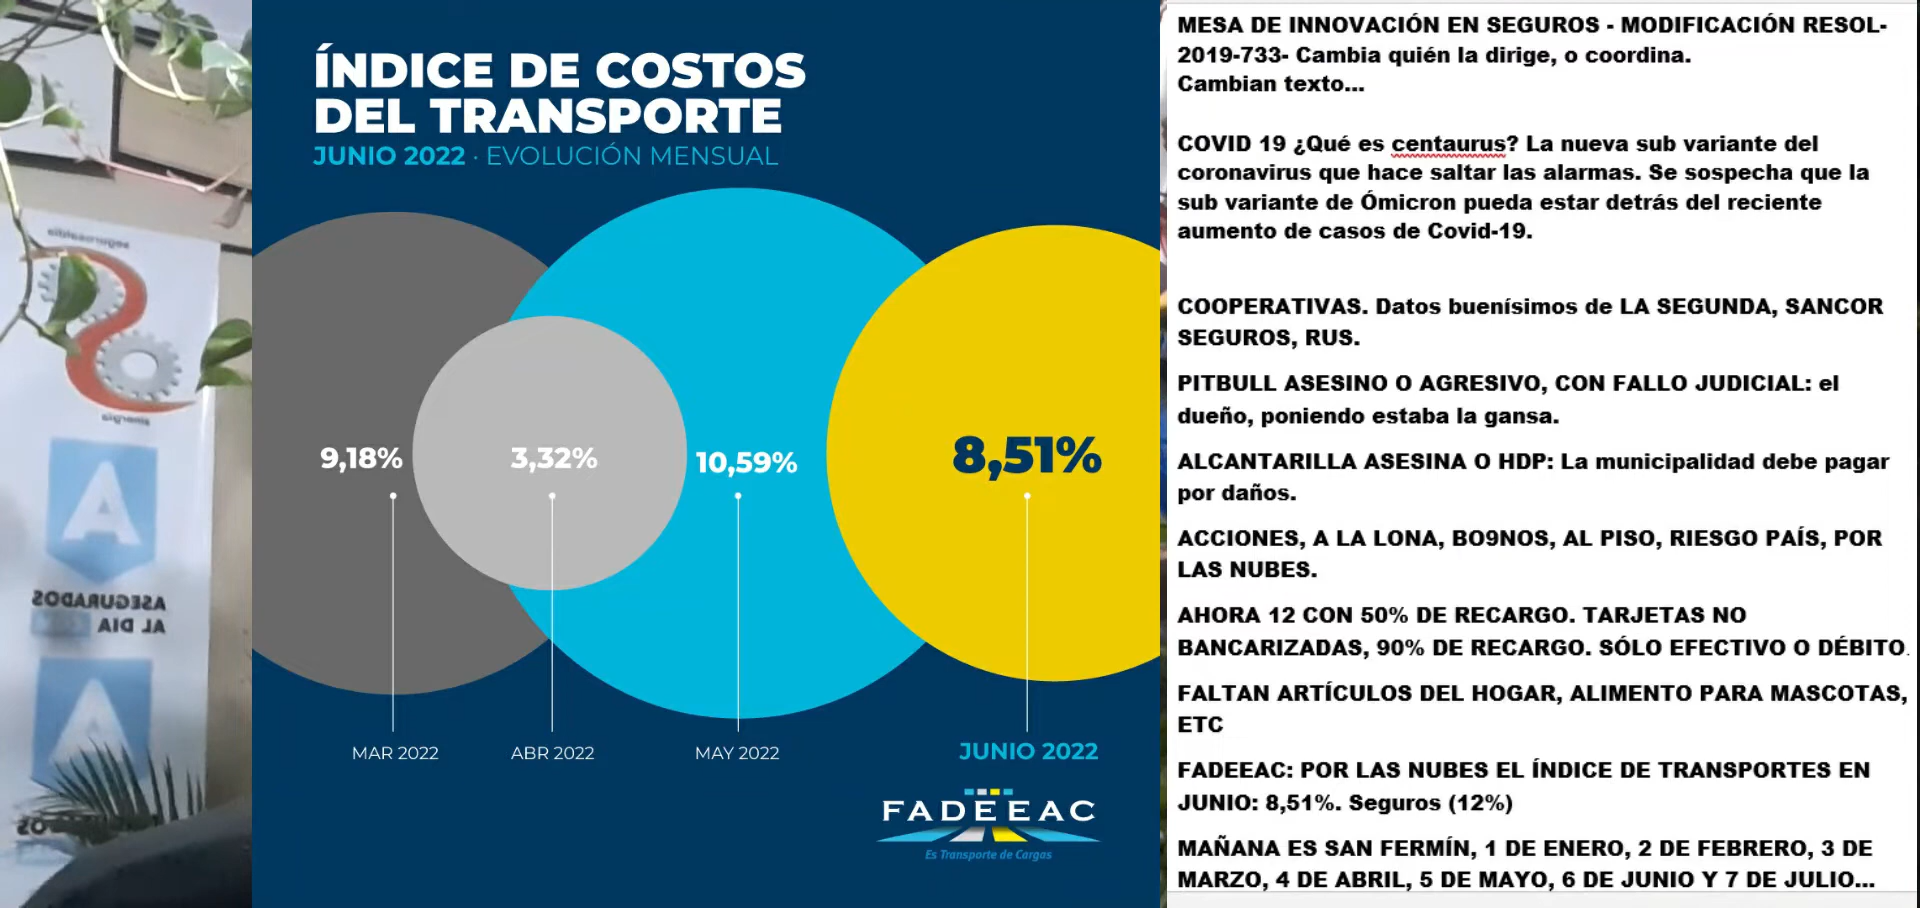 segurosaldia
sinergia
ASEGURADOS
AL DIA
ÍNDICE DE COSTOS
DEL TRANSPORTE
JUNIO 2022 · EVOLUCIÓN MENSUAL
9,18%
3,32%
10,59%
8,51%
MAR 2022
ABR 2022
MAY 2022
JUNIO 2022
FADEEAC
Es Transporte de Cargas
MESA DE INNOVACIÓN EN SEGUROS - MODIFICACIÓN RESOL-
2019-733- Cambia quién la dirige, o coordina.
Cambian texto...
COVID 19 ¿Qué es centaurus? La nueva sub variante del
coronavirus que hace saltar las alarmas. Se sospecha que la
sub variante de Ómicron pueda estar detrás del reciente
aumento de casos de Covid-19.
COOPERATIVAS. Datos buenísimos de LA SEGUNDA, SANCOR
SEGUROS, RUS.
PITBULL ASESINO O AGRESIVO, CON FALLO JUDICIAL: el
dueño, poniendo estaba la gansa.
ALCANTARILLA ASESINA O HDP: La municipalidad debe pagar
por daños.
ACCIONES, A LA LONA, BO9NOS, AL PISO, RIESGO PAÍS, POR
LAS NUBES.
AHORA 12 CON 50% DE RECARGO. TARJETAS NO
BANCARIZADAS, 90% DE RECARGO. SÓLO EFECTIVO O DÉBITO.
FALTAN ARTÍCULOS DEL HOGAR, ALIMENTO PARA MASCOTAS,
ETC
FADEEAC: POR LAS NUBES EL ÍNDICE DE TRANSPORTES EN
JUNIO: 8,51%. Seguros (12%)
MAÑANA ES SAN FERMÍN, 1 DE ENERO, 2 DE FEBRERO, 3 DE
MARZO, 4 DE ABRIL, 5 DE MAYO, 6 DE JUNIO Y 7 DE JULIO...